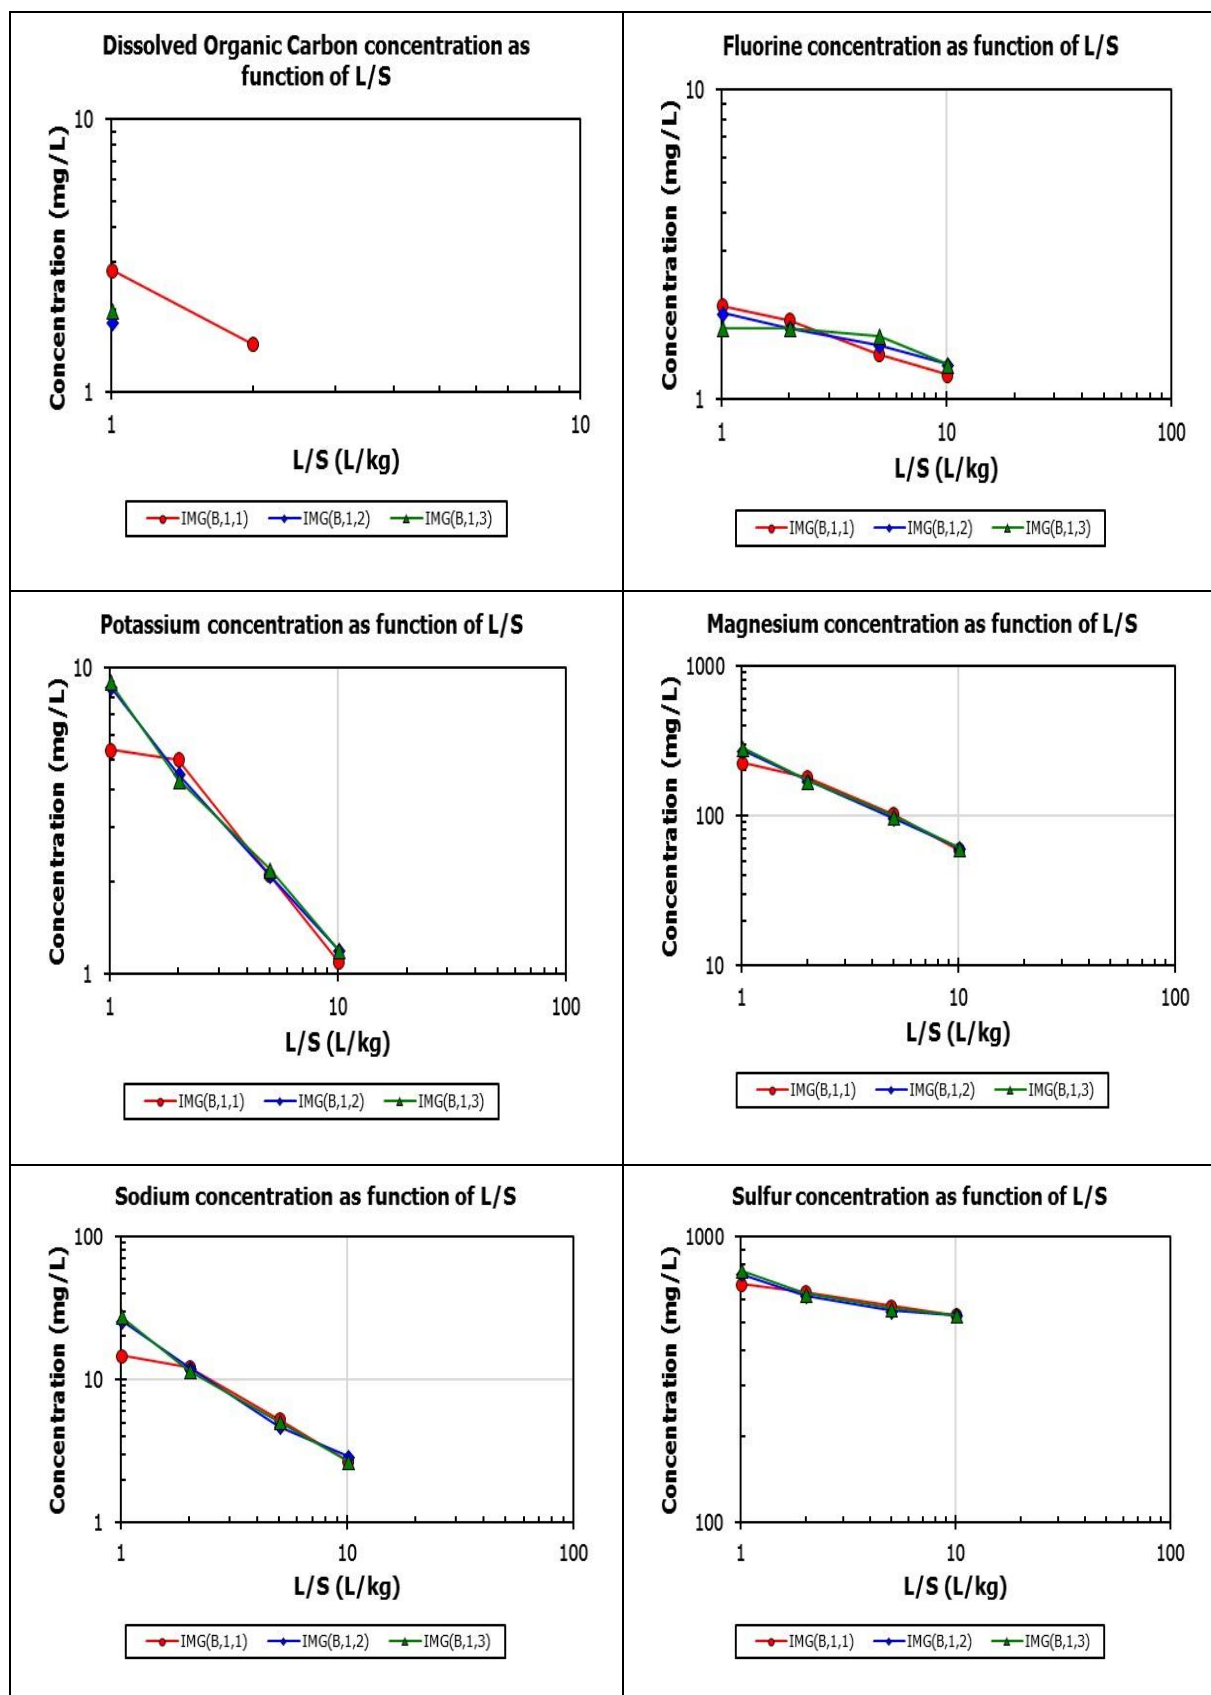 Dissolved Organic Carbon concentration as
function of L/S
Concentration (mg/L)
10
1
1
10
L/S (L/kg)
IMG(B,1,1) IMG(B,1,2) IMG(B,1,3)
Fluorine concentration as function of L/S
Concentration (mg/L)
10
1
1
10
100
L/S (L/kg)
IMG(B,1,1) IMG(B,1,2) IMG(B,1,3)
Potassium concentration as function of L/S
Concentration (mg/L)
10
1
1
10
100
L/S (L/kg)
IMG(B,1,1) IMG(B,1,2) IMG(B,1,3)
Magnesium concentration as function of L/S
Concentration (mg/L)
1000
100
10
1
10
100
L/S (L/kg)
IMG(B,1,1) IMG(B,1,2) IMG(B,1,3)
Sodium concentration as function of L/S
Concentration (mg/L)
100
10
1
1
10
100
L/S (L/kg)
IMG(B,1,1) IMG(B,1,2) IMG(B,1,3)
Sulfur concentration as function of L/S
Concentration (mg/L)
1000
100
1
10
100
L/S (L/kg)
IMG(B,1,1) IMG(B,1,2) IMG(B,1,3)